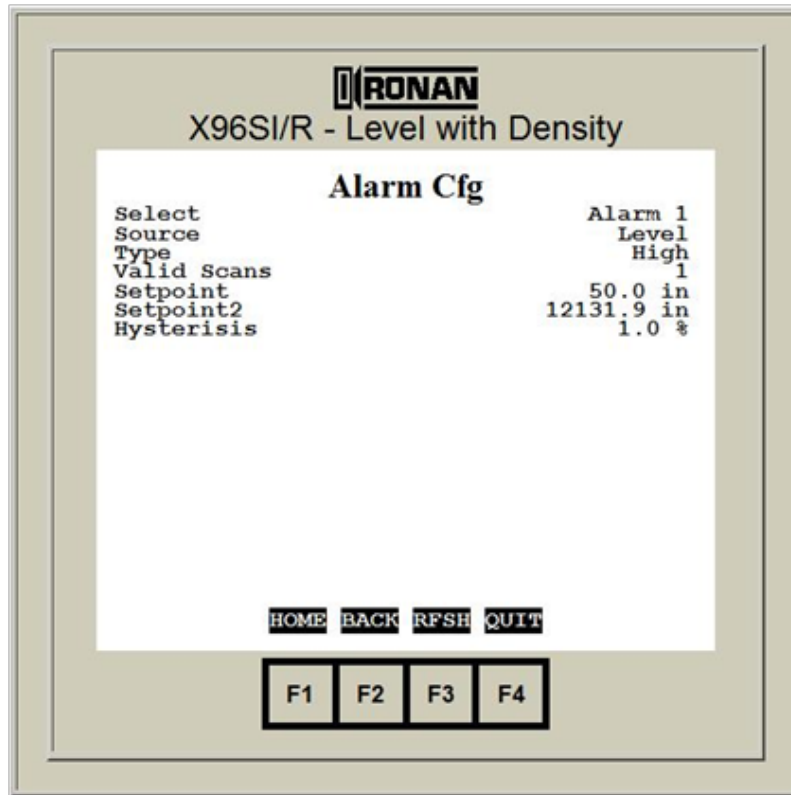 RONAN
X96SI/R - Level with Density
Alarm Cfg
Select Alarm 1
Source Level
Type High
Valid Scans 1
Setpoint 50.0 in
Setpoint2 12131.9 in
Hysterisis 1.0 %
HOME BACK RFSH QUIT
F1 F2 F3 F4